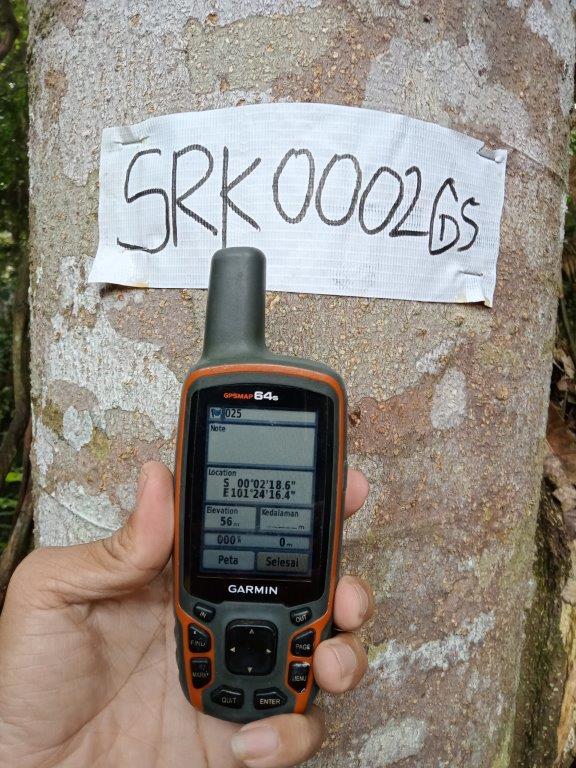 SRK0002GS
GPSMAP 64s
025
Note
Location
S 00°02'18.6"
E101°24'16.4"
Elevation Kedalaman
56m ______m
000°ᴮ 0m
Peta Selesai
GARMIN
IN OUT
FIND PAGE
MARK MENU
QUIT ENTER